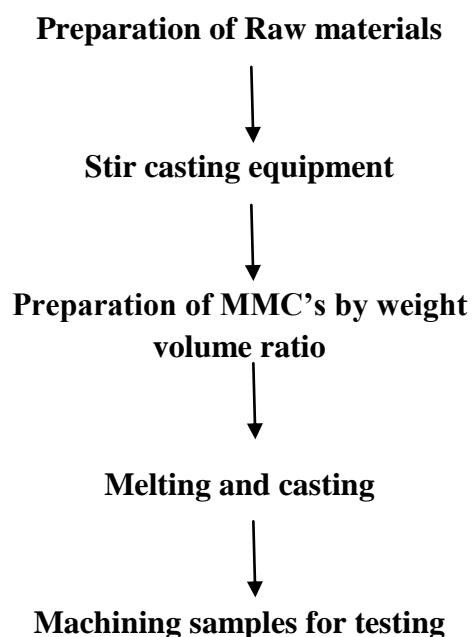 Preparation of Raw materials
Stir casting equipment
Preparation of MMC’s by weight
volume ratio
Melting and casting
Machining samples for testing